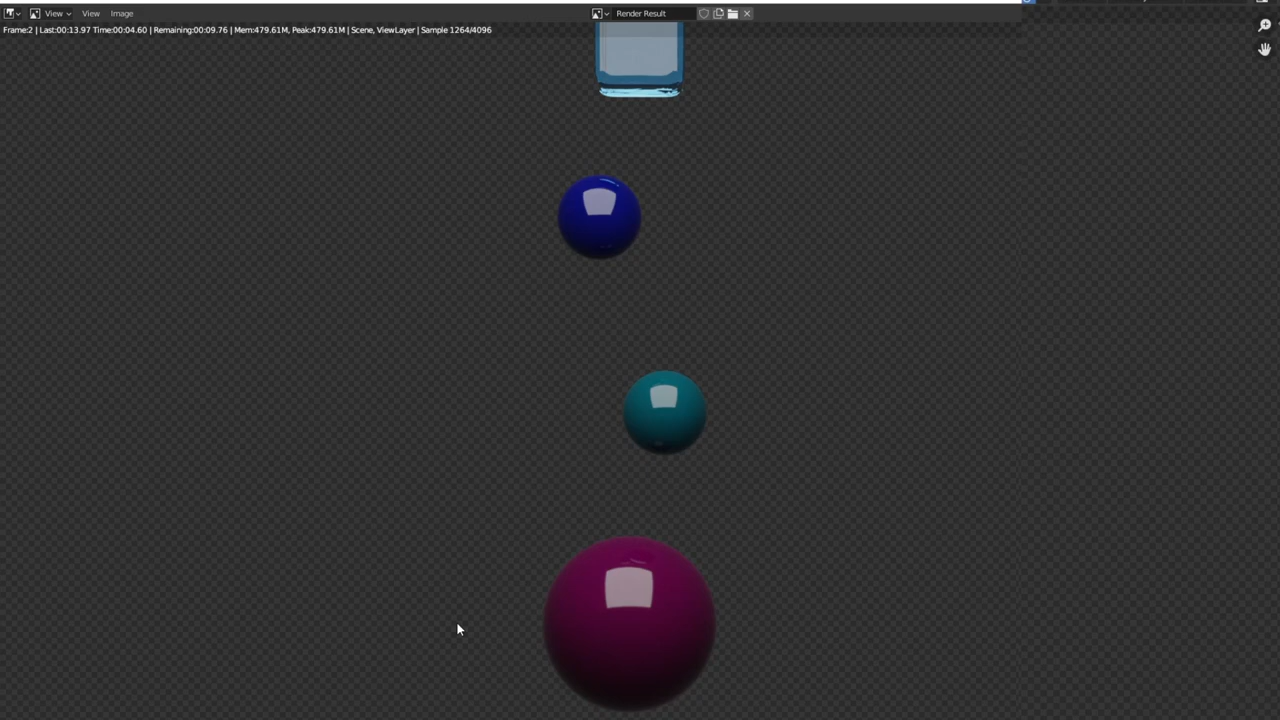 View View Image Render Result
Frame:2 | Last:00:13.97 Time:00:04.60 | Remaining:00:09.76 | Mem:479.61M, Peak:479.61M | Scene, ViewLayer | Sample 1264/4096